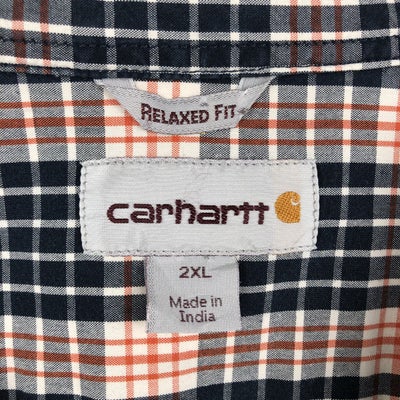 RELAXED FIT
carhartt
2XL
Made in
India